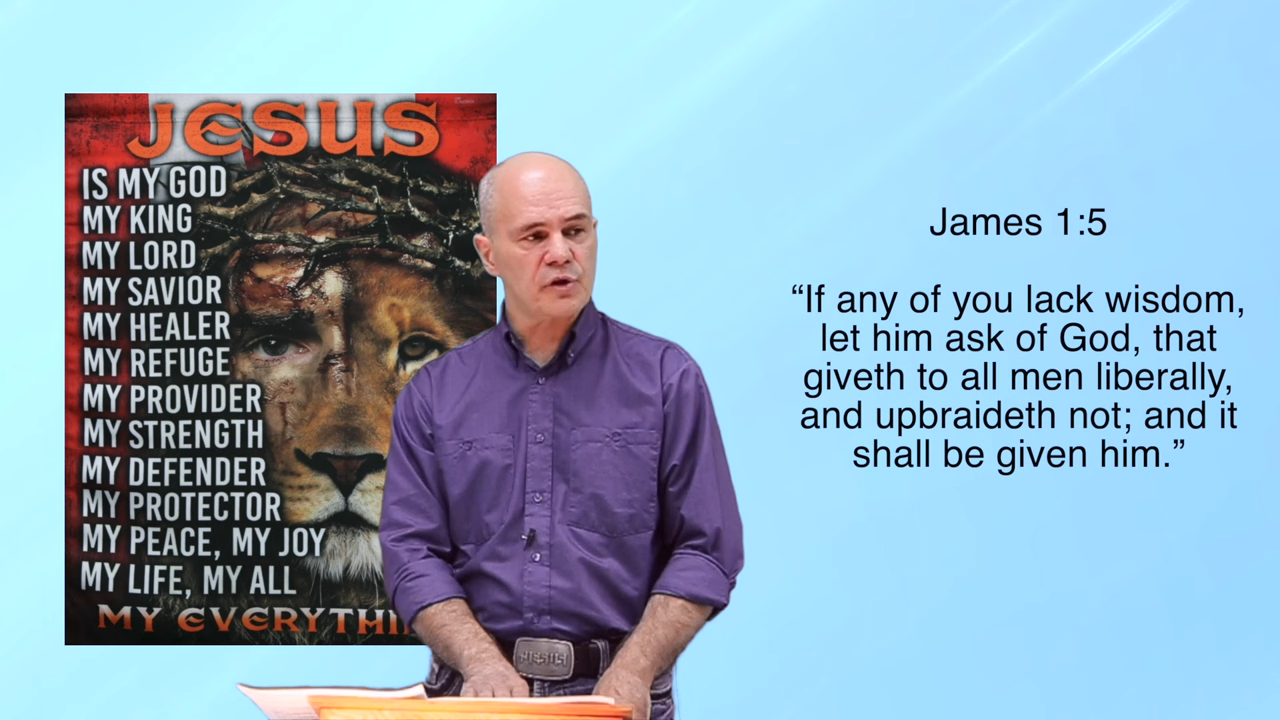 JESUS
IS MY GOD
MY KING
MY LORD
MY SAVIOR
MY HEALER
MY REFUGE
MY PROVIDER
MY STRENGTH
MY DEFENDER
MY PROTECTOR
MY PEACE, MY JOY
MY LIFE, MY ALL
MY
James 1:5
“If any of you lack wisdom,
let him ask of God, that
giveth to all men liberally,
and upbraideth not; and it
shall be given him.”